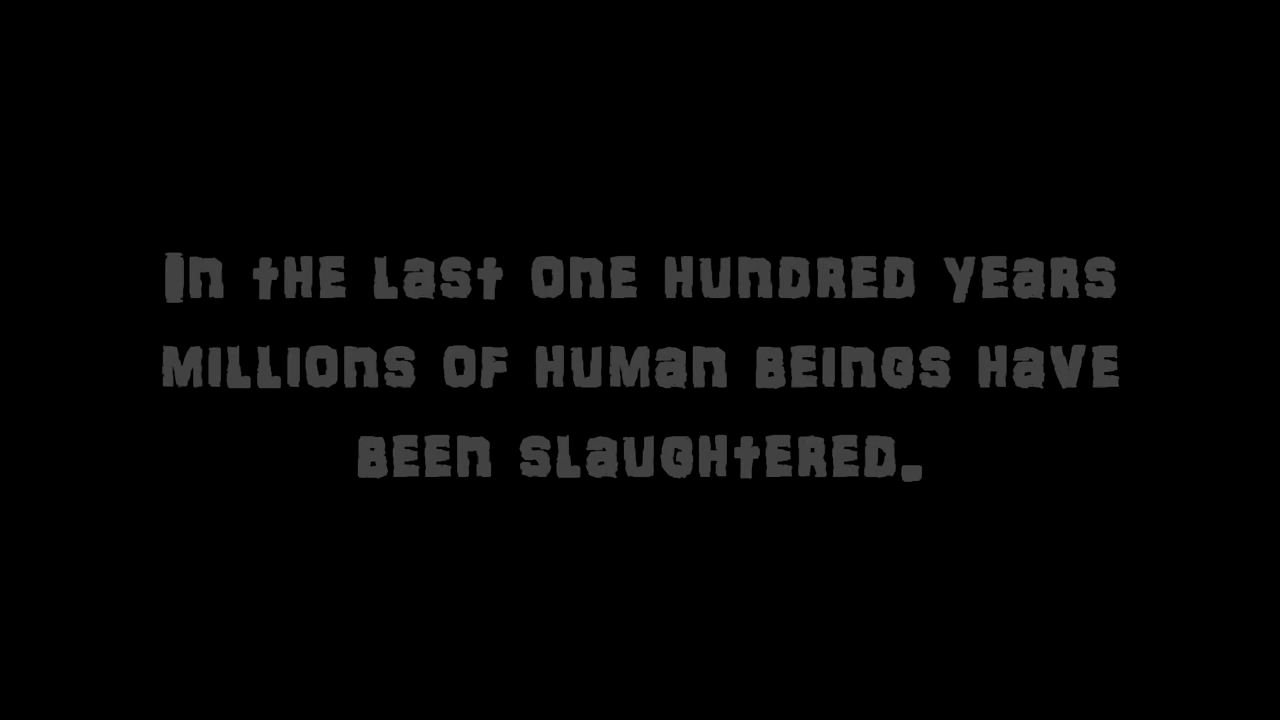 In the last one hundred years
millions of human beings have
been slaughtered.